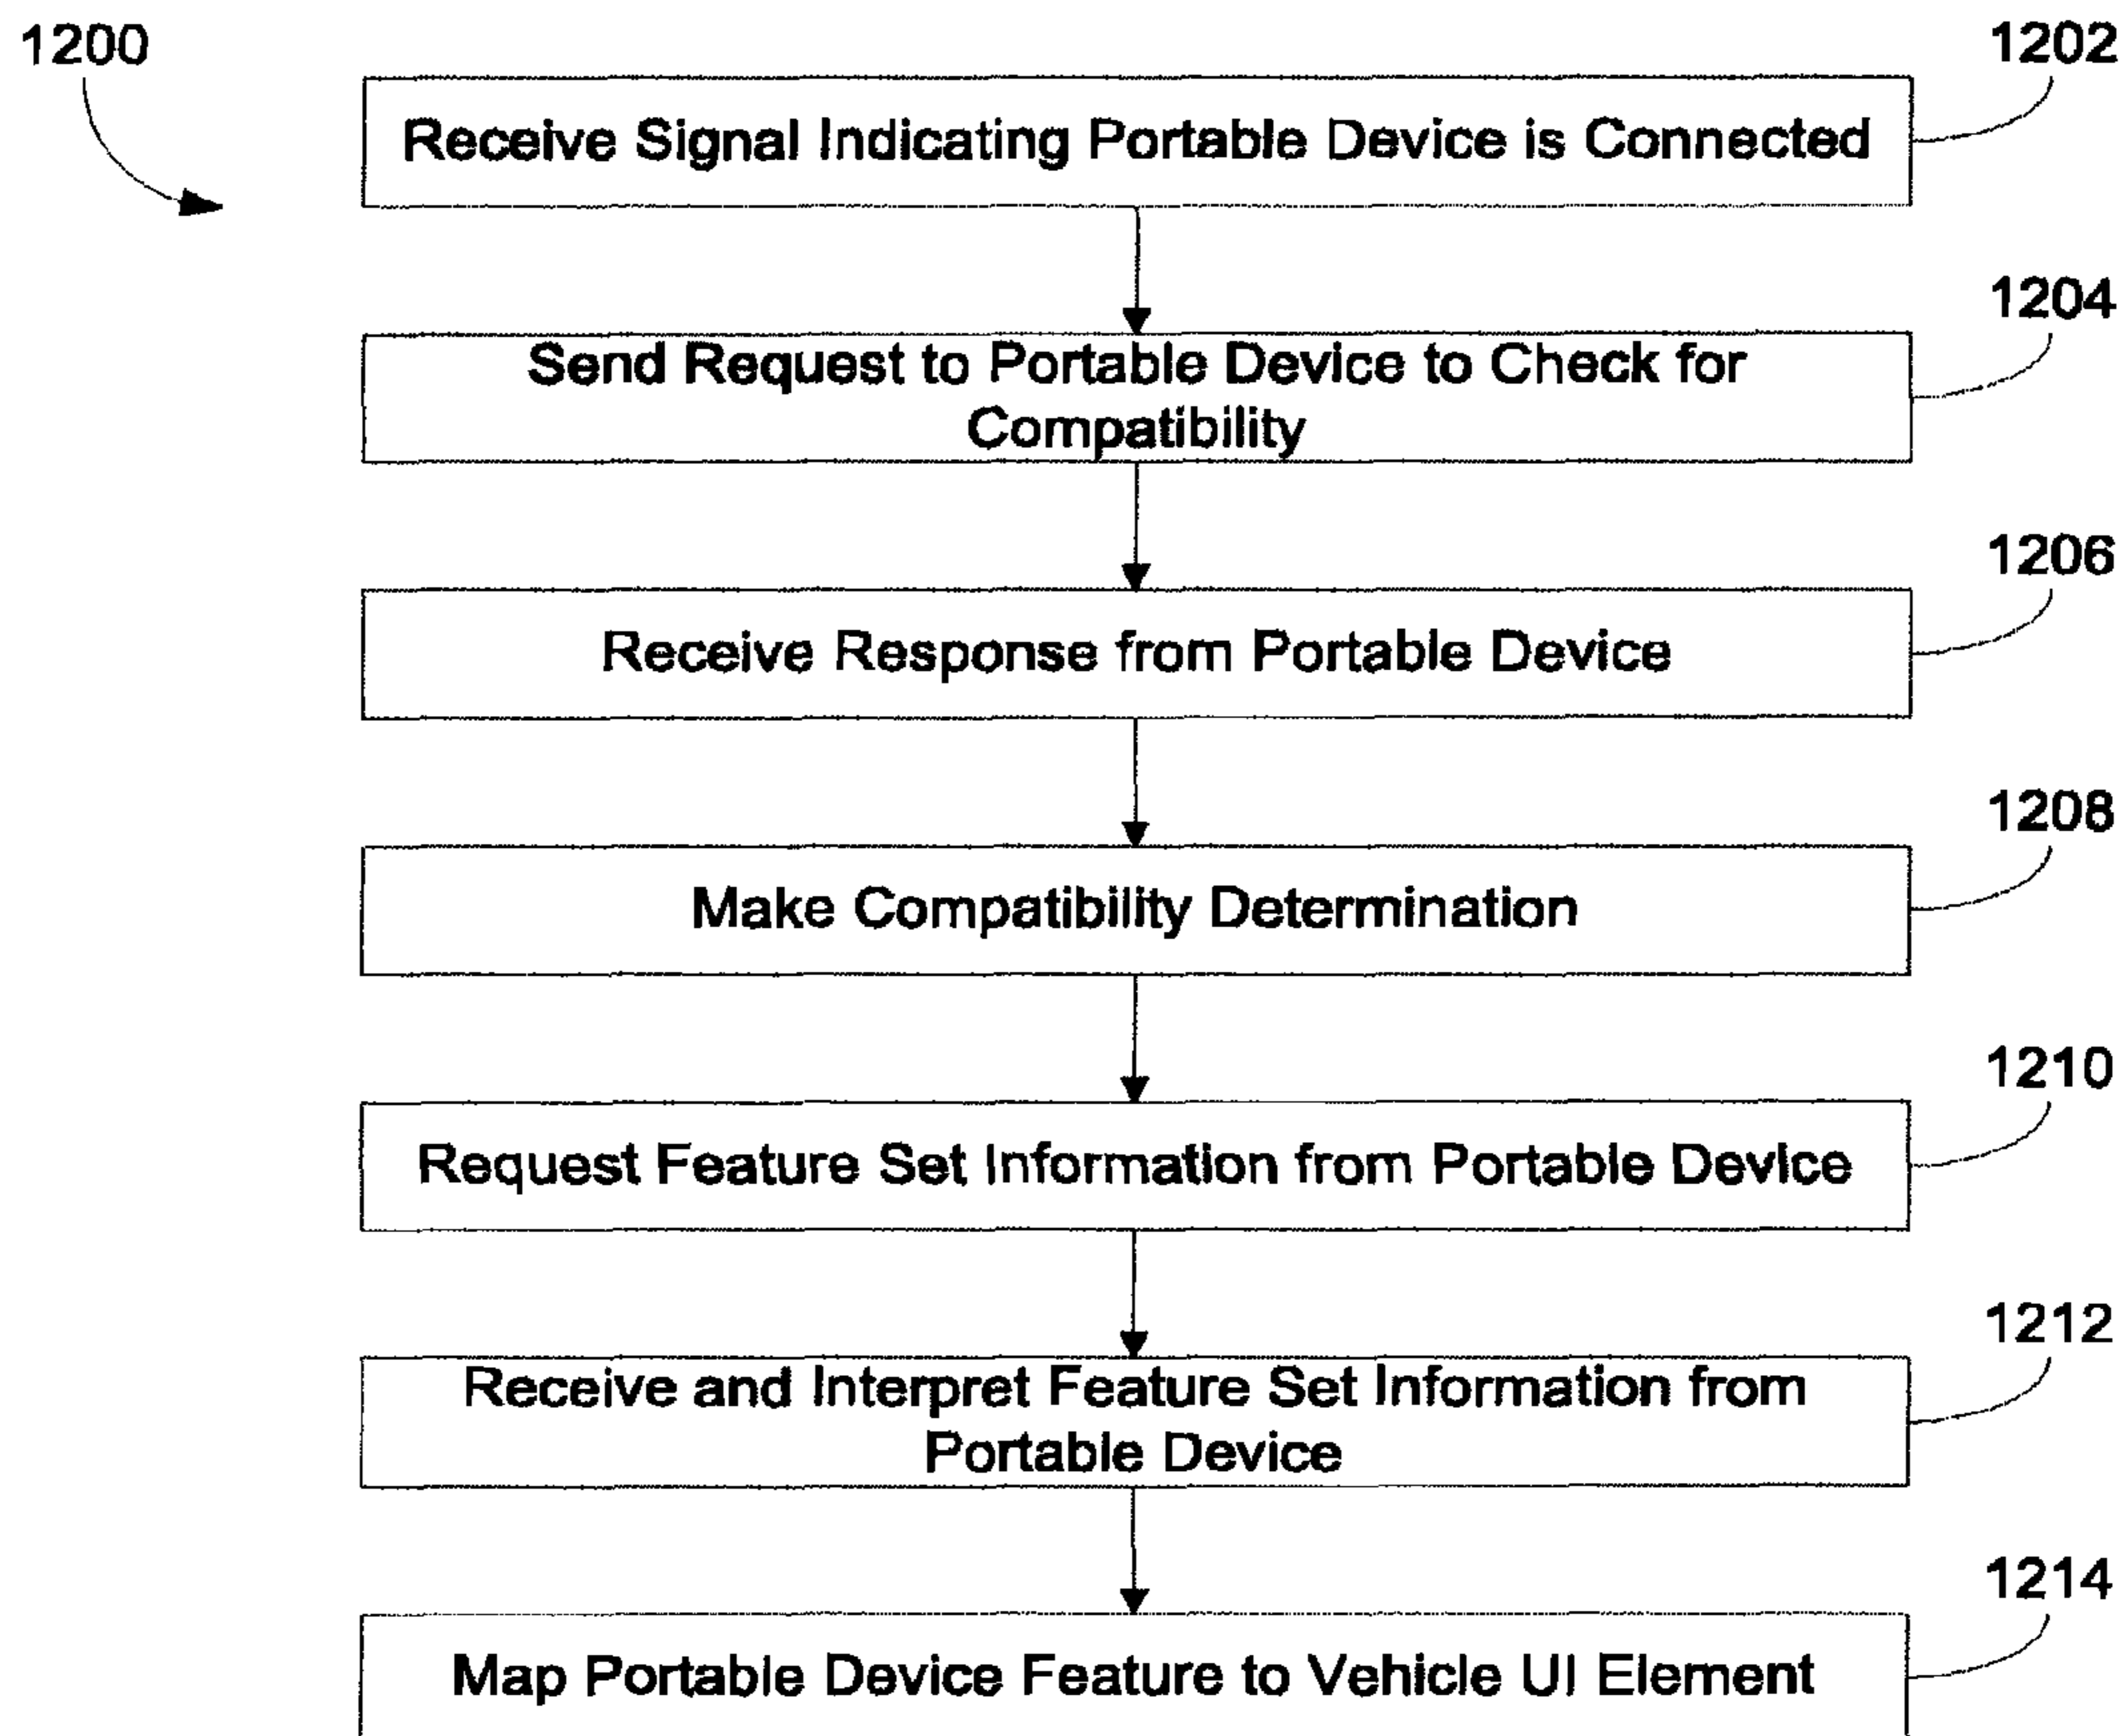 1200
1202
Receive Signal Indicating Portable Device is Connected
1204
Send Request to Portable Device to Check for
Compatibility
1206
Receive Response from Portable Device
1208
Make Compatibility Determination
1210
Request Feature Set Information from Portable Device
1212
Receive and Interpret Feature Set Information from
Portable Device
1214
Map Portable Device Feature to Vehicle UI Element